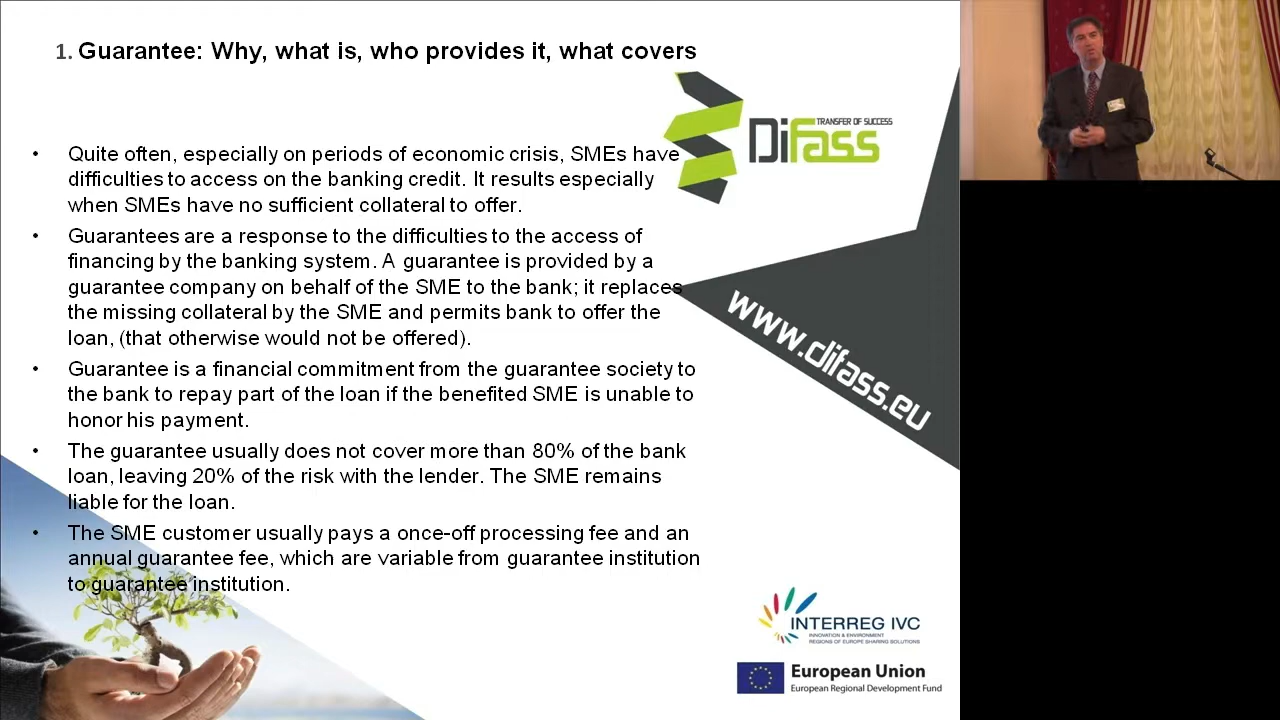 1. Guarantee: Why, what is, who provides it, what covers
TRANSFER OF SUCCESS
Difass
• Quite often, especially on periods of economic crisis, SMEs have
difficulties to access on the banking credit. It results especially
when SMEs have no sufficient collateral to offer.
• Guarantees are a response to the difficulties to the access of
financing by the banking system. A guarantee is provided by a
guarantee company on behalf of the SME to the bank; it replaces
the missing collateral by the SME and permits bank to offer the
loan, (that otherwise would not be offered).
• Guarantee is a financial commitment from the guarantee society to
the bank to repay part of the loan if the benefited SME is unable to
honor his payment.
• The guarantee usually does not cover more than 80% of the bank
loan, leaving 20% of the risk with the lender. The SME remains
liable for the loan.
• The SME customer usually pays a once-off processing fee and an
annual guarantee fee, which are variable from guarantee institution
to guarantee institution.
www.difass.eu
INTERREG IVC
INNOVATION & ENVIRONMENT
REGIONS OF EUROPE SHARING SOLUTIONS
European Union
European Regional Development Fund